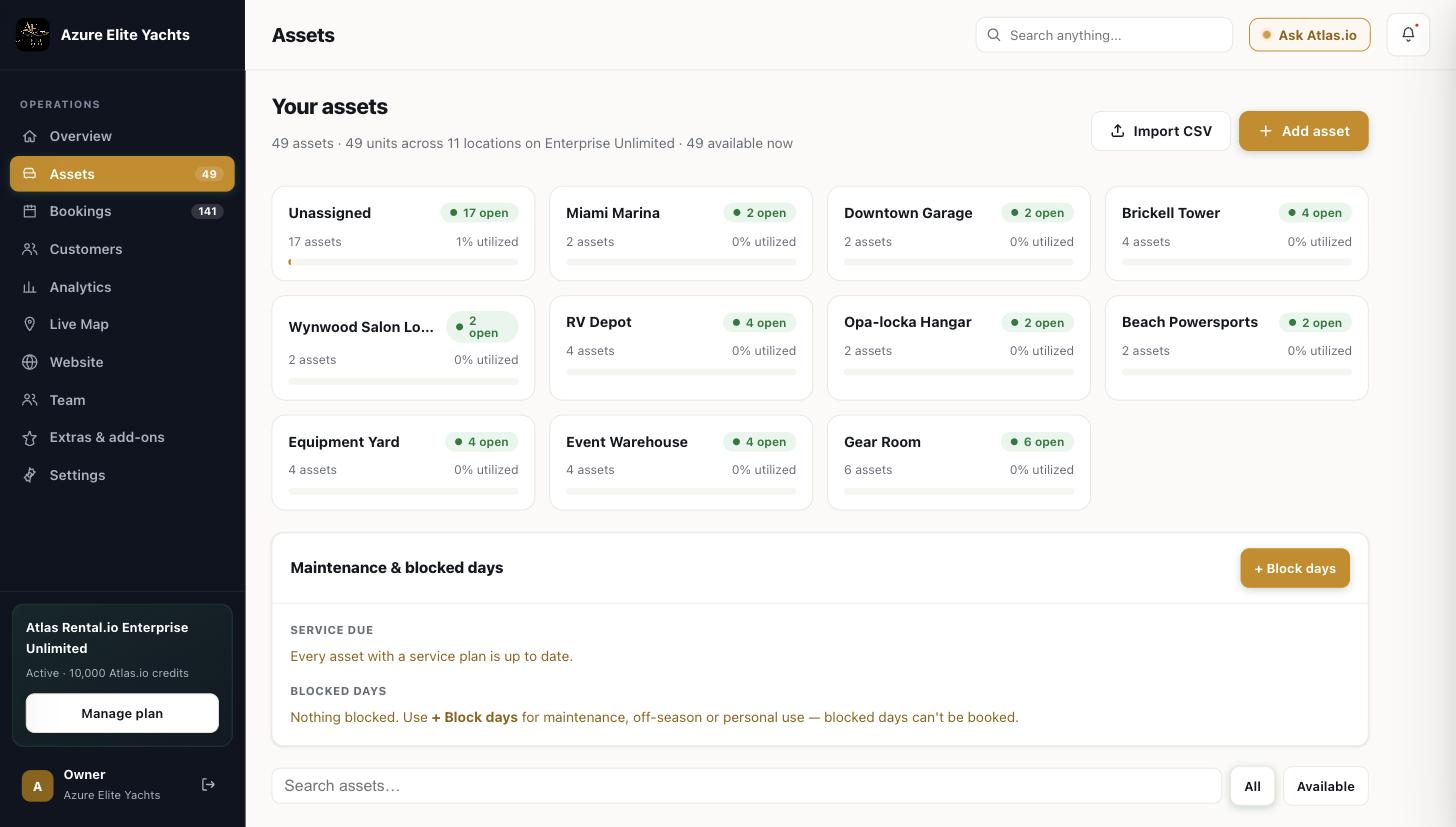 Azure Elite Yachts
Assets
Search anything...
Ask Atlas.io
OPERATIONS
Overview
Assets 49
Bookings 141
Customers
Analytics
Live Map
Website
Team
Extras & add-ons
Settings
Atlas Rental.io Enterprise
Unlimited
Active · 10,000 Atlas.io credits
Manage plan
A
Owner
Azure Elite Yachts
Your assets
49 assets · 49 units across 11 locations on Enterprise Unlimited · 49 available now
Import CSV
+ Add asset
Unassigned 17 open
17 assets 1% utilized
Miami Marina 2 open
2 assets 0% utilized
Downtown Garage 2 open
2 assets 0% utilized
Brickell Tower 4 open
4 assets 0% utilized
Wynwood Salon Lo... 2
open
2 assets 0% utilized
RV Depot 4 open
4 assets 0% utilized
Opa-locka Hangar 2 open
2 assets 0% utilized
Beach Powersports 2 open
2 assets 0% utilized
Equipment Yard 4 open
4 assets 0% utilized
Event Warehouse 4 open
4 assets 0% utilized
Gear Room 6 open
6 assets 0% utilized
Maintenance & blocked days
+ Block days
SERVICE DUE
Every asset with a service plan is up to date.
BLOCKED DAYS
Nothing blocked. Use + Block days for maintenance, off-season or personal use — blocked days can't be booked.
Search assets...
All
Available